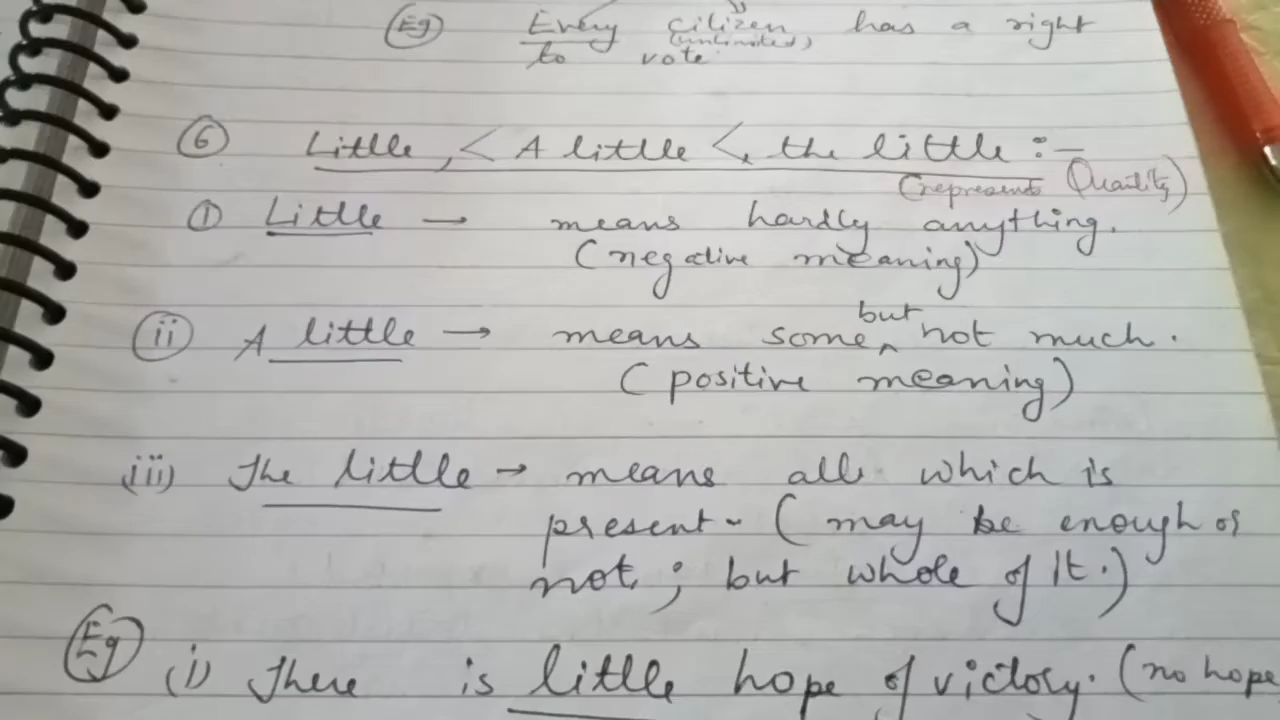 (Eg) Every citizen has a right
(unlimited)
to vote
6 Little, < A little <, the little :-
(represents Quantity)
① Little → means hardly anything.
(negative meaning)
(ii) A little → means some but not much.
(positive meaning)
(iii) The little → means all which is
present - (may be enough or
not; but whole of it.)
(Eg) (i) There is little hope of victory. (no hope